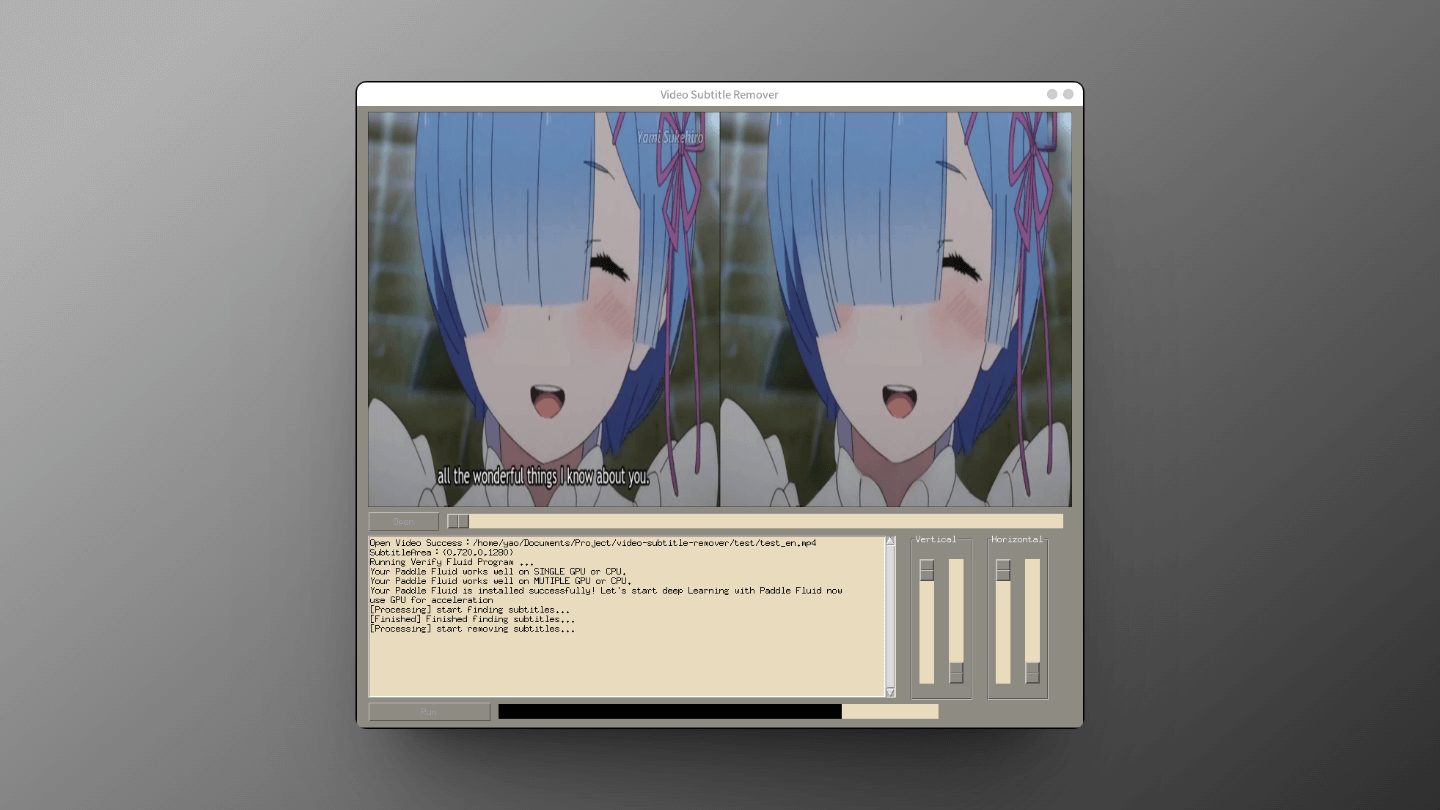 Video Subtitle Remover
Yami Sukehiro
all the wonderful things I know about you.
Open
Open Video Success：/home/yao/Documents/Project/video-subtitle-remover/test/test_en.mp4
SubtitleArea：(0,720,0,1280)
Running Verify Fluid Program ...
Your Paddle Fluid works well on SINGLE GPU or CPU.
Your Paddle Fluid works well on MUTIPLE GPU or CPU.
Your Paddle Fluid is installed successfully! Let's start deep Learning with Paddle Fluid now
use GPU for acceleration
[Processing] start finding subtitles...
[Finished] Finished finding subtitles...
[Processing] start removing subtitles...
Vertical
Horizontal
Run